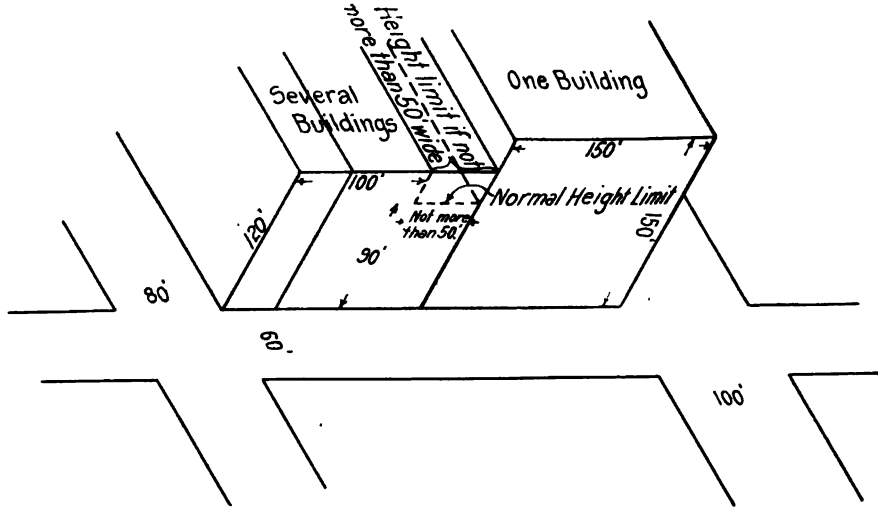 Height limit if not
more than 50' wide
Several
Buildings
One Building
100'
150'
Normal Height Limit
Not more
than 50.'
120'
90'
150'
80'
60'
100'